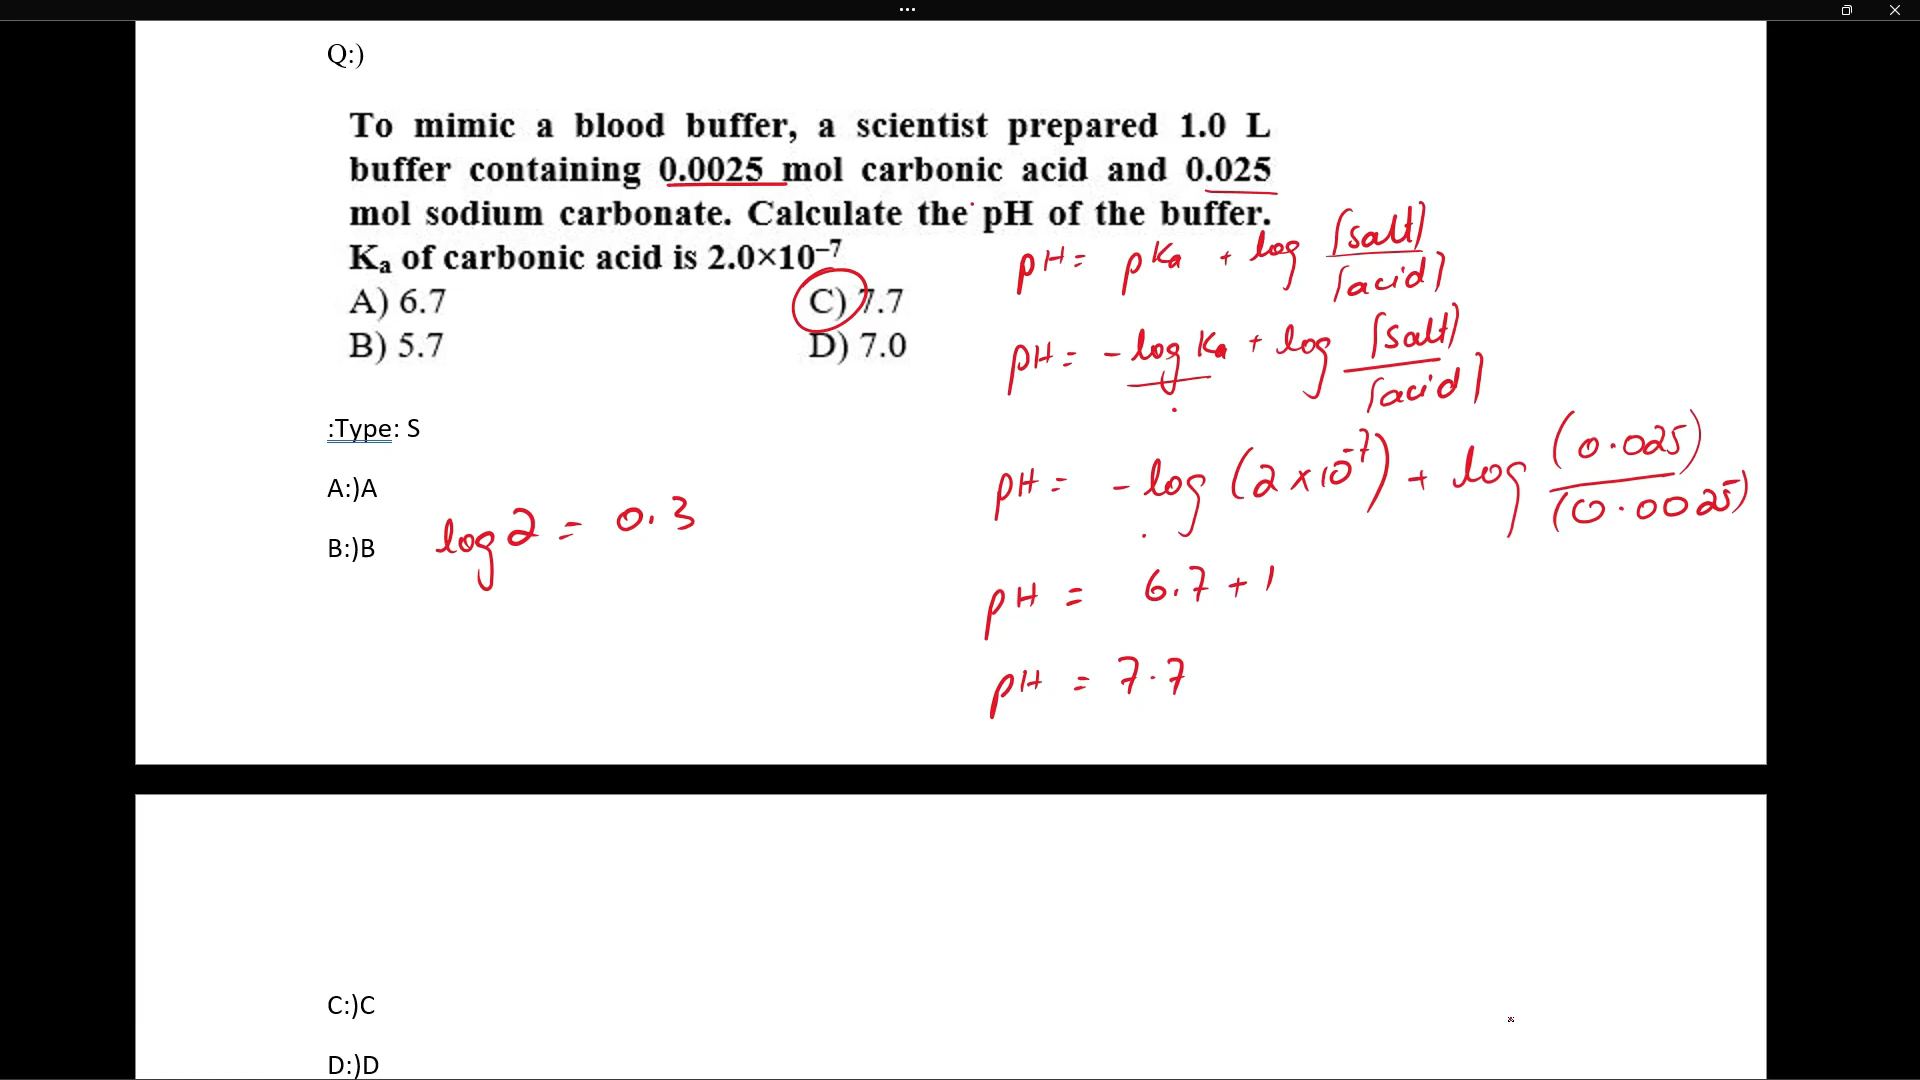 Q:)
To mimic a blood buffer, a scientist prepared 1.0 L
buffer containing 0.0025 mol carbonic acid and 0.025
mol sodium carbonate. Calculate the pH of the buffer.
Ka of carbonic acid is 2.0×10⁻⁷
A) 6.7
C) 7.7
B) 5.7
D) 7.0
pH = pKa + log [salt]/[acid]
pH = -log Ka + log [salt]/[acid]
pH = -log (2 x 10⁻⁷) + log (0.025)/(0.0025)
pH = 6.7 + 1
pH = 7.7
:Type: S
A:)A
log 2 = 0.3
B:)B
C:)C
D:)D